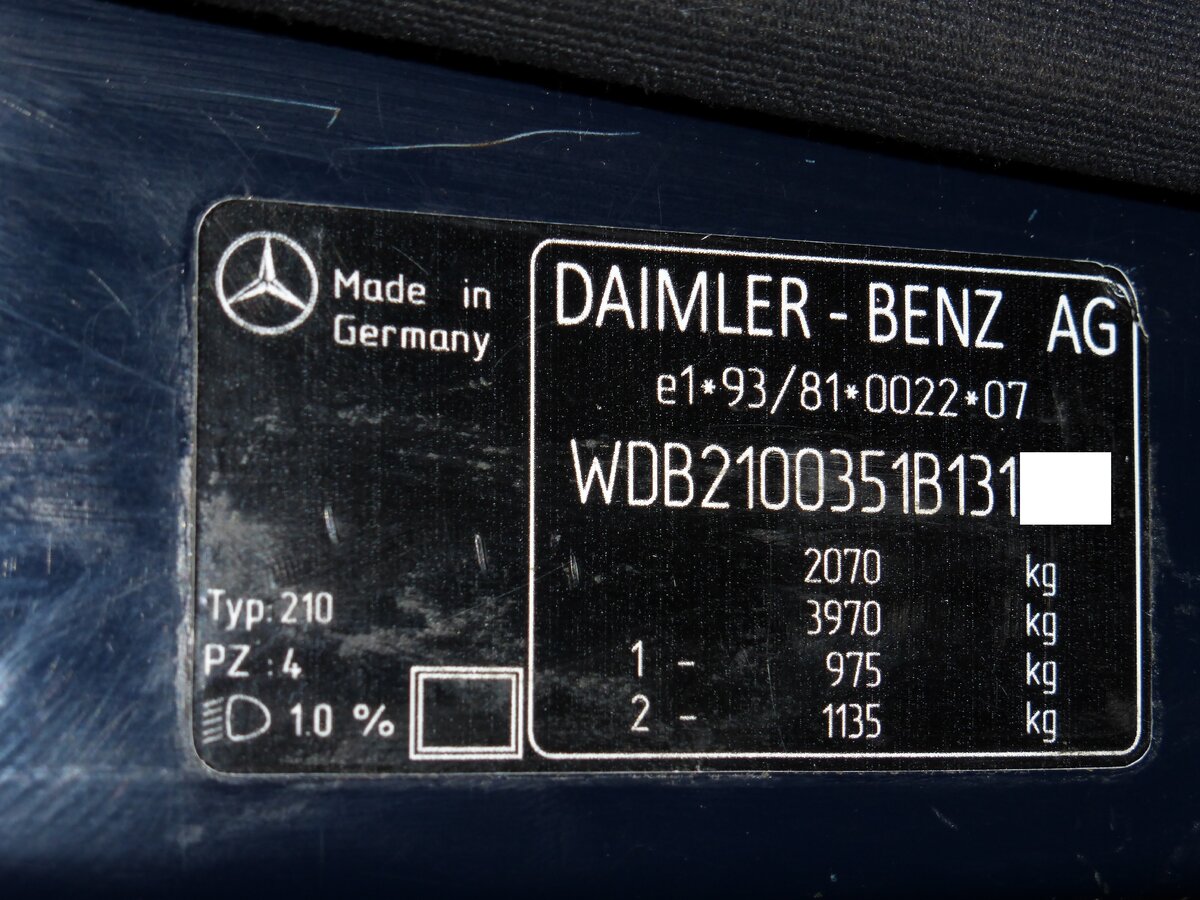 Made in
Germany
Typ: 210
PZ : 4
1.0 %
DAIMLER - BENZ AG
e1*93/81*0022*07
WDB2100351B131
2070 kg
3970 kg
1 - 975 kg
2 - 1135 kg